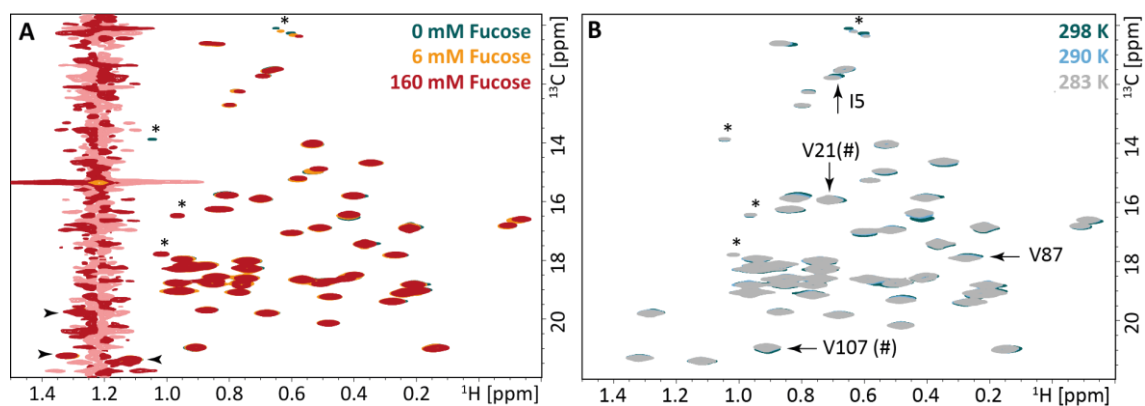 A
0 mM Fucose
6 mM Fucose
160 mM Fucose
*
*
*
*
13C [ppm]
14
16
18
20
1.4
1.2
1.0
0.8
0.6
0.4
0.2
1H [ppm]
B
298 K
290 K
283 K
*
*
*
*
I5
V21(#)
V87
V107 (#)
13C [ppm]
14
16
18
20
1.4
1.2
1.0
0.8
0.6
0.4
0.2
1H [ppm]